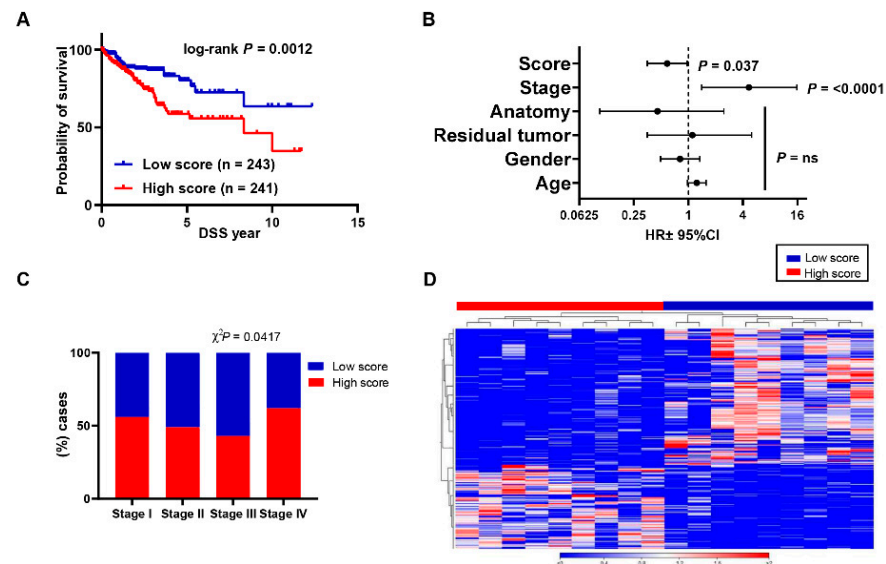 A
log-rank P = 0.0012
Probability of survival
100
50
0
Low score (n = 243)
High score (n = 241)
0
5
10
15
DSS year
B
Score
Stage
Anatomy
Residual tumor
Gender
Age
P = 0.037
P = <0.0001
P = ns
0.0625
0.25
1
4
16
HR± 95%CI
Low score
High score
C
χ²P = 0.0417
(%) cases
100
50
0
Low score
High score
Stage I
Stage II
Stage III
Stage IV
D